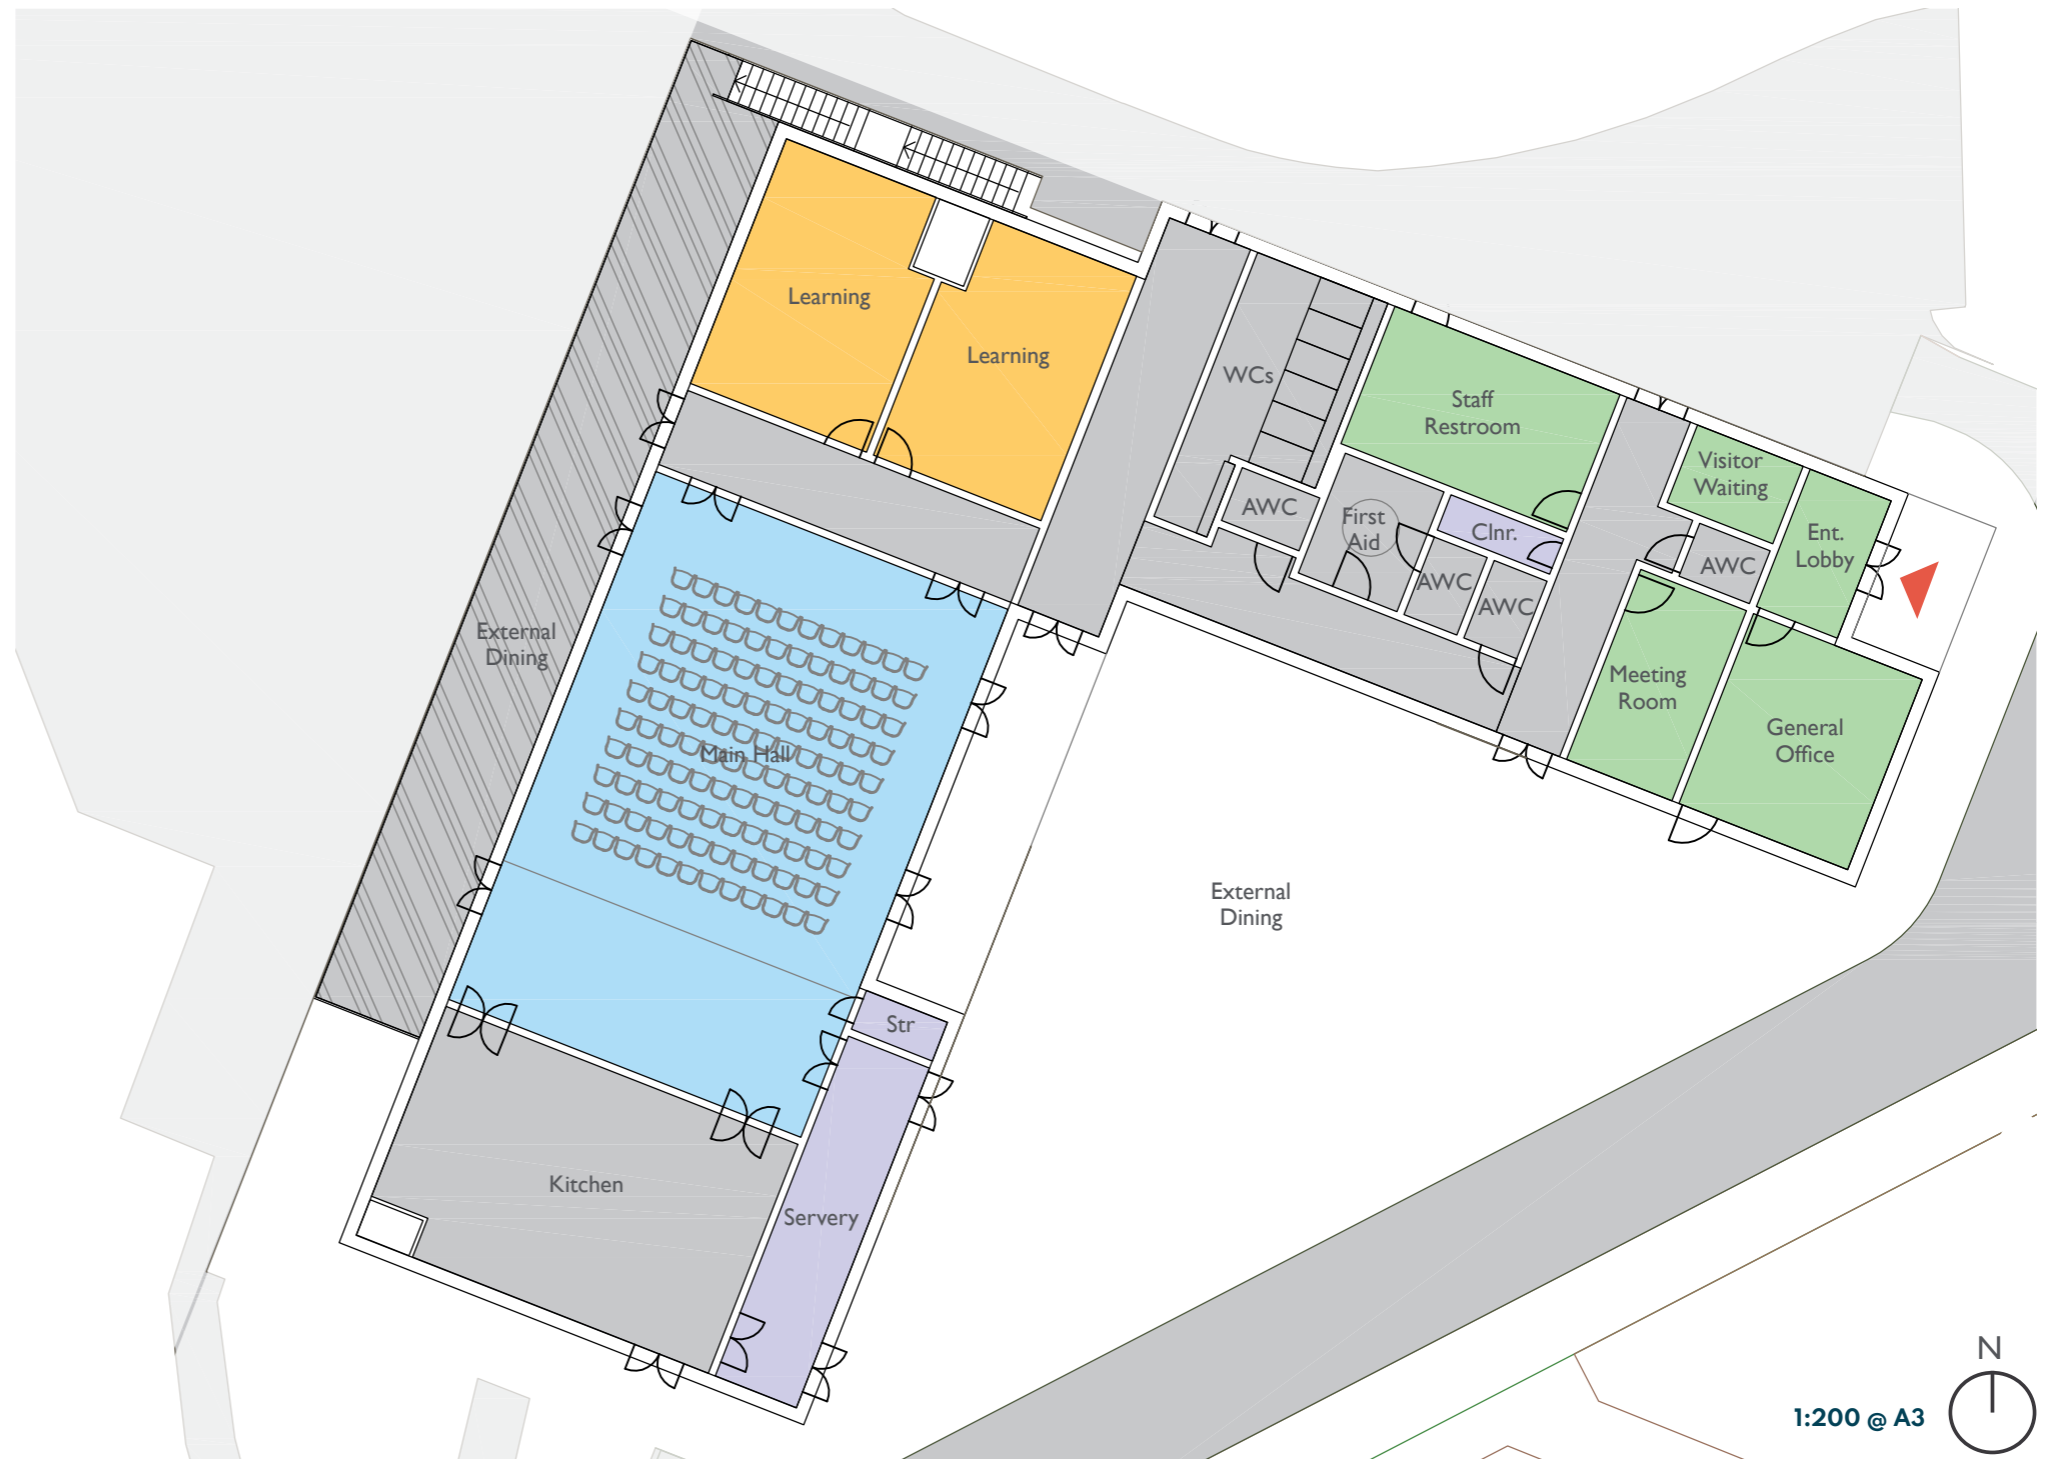 Learning
Learning
WCs
Staff
Restroom
Visitor
Waiting
AWC
First
Aid
Clnr.
Ent.
Lobby
AWC
AWC
AWC
External
Dining
Meeting
Room
General
Office
Main Hall
External
Dining
Str
Kitchen
Servery
N
1:200 @ A3